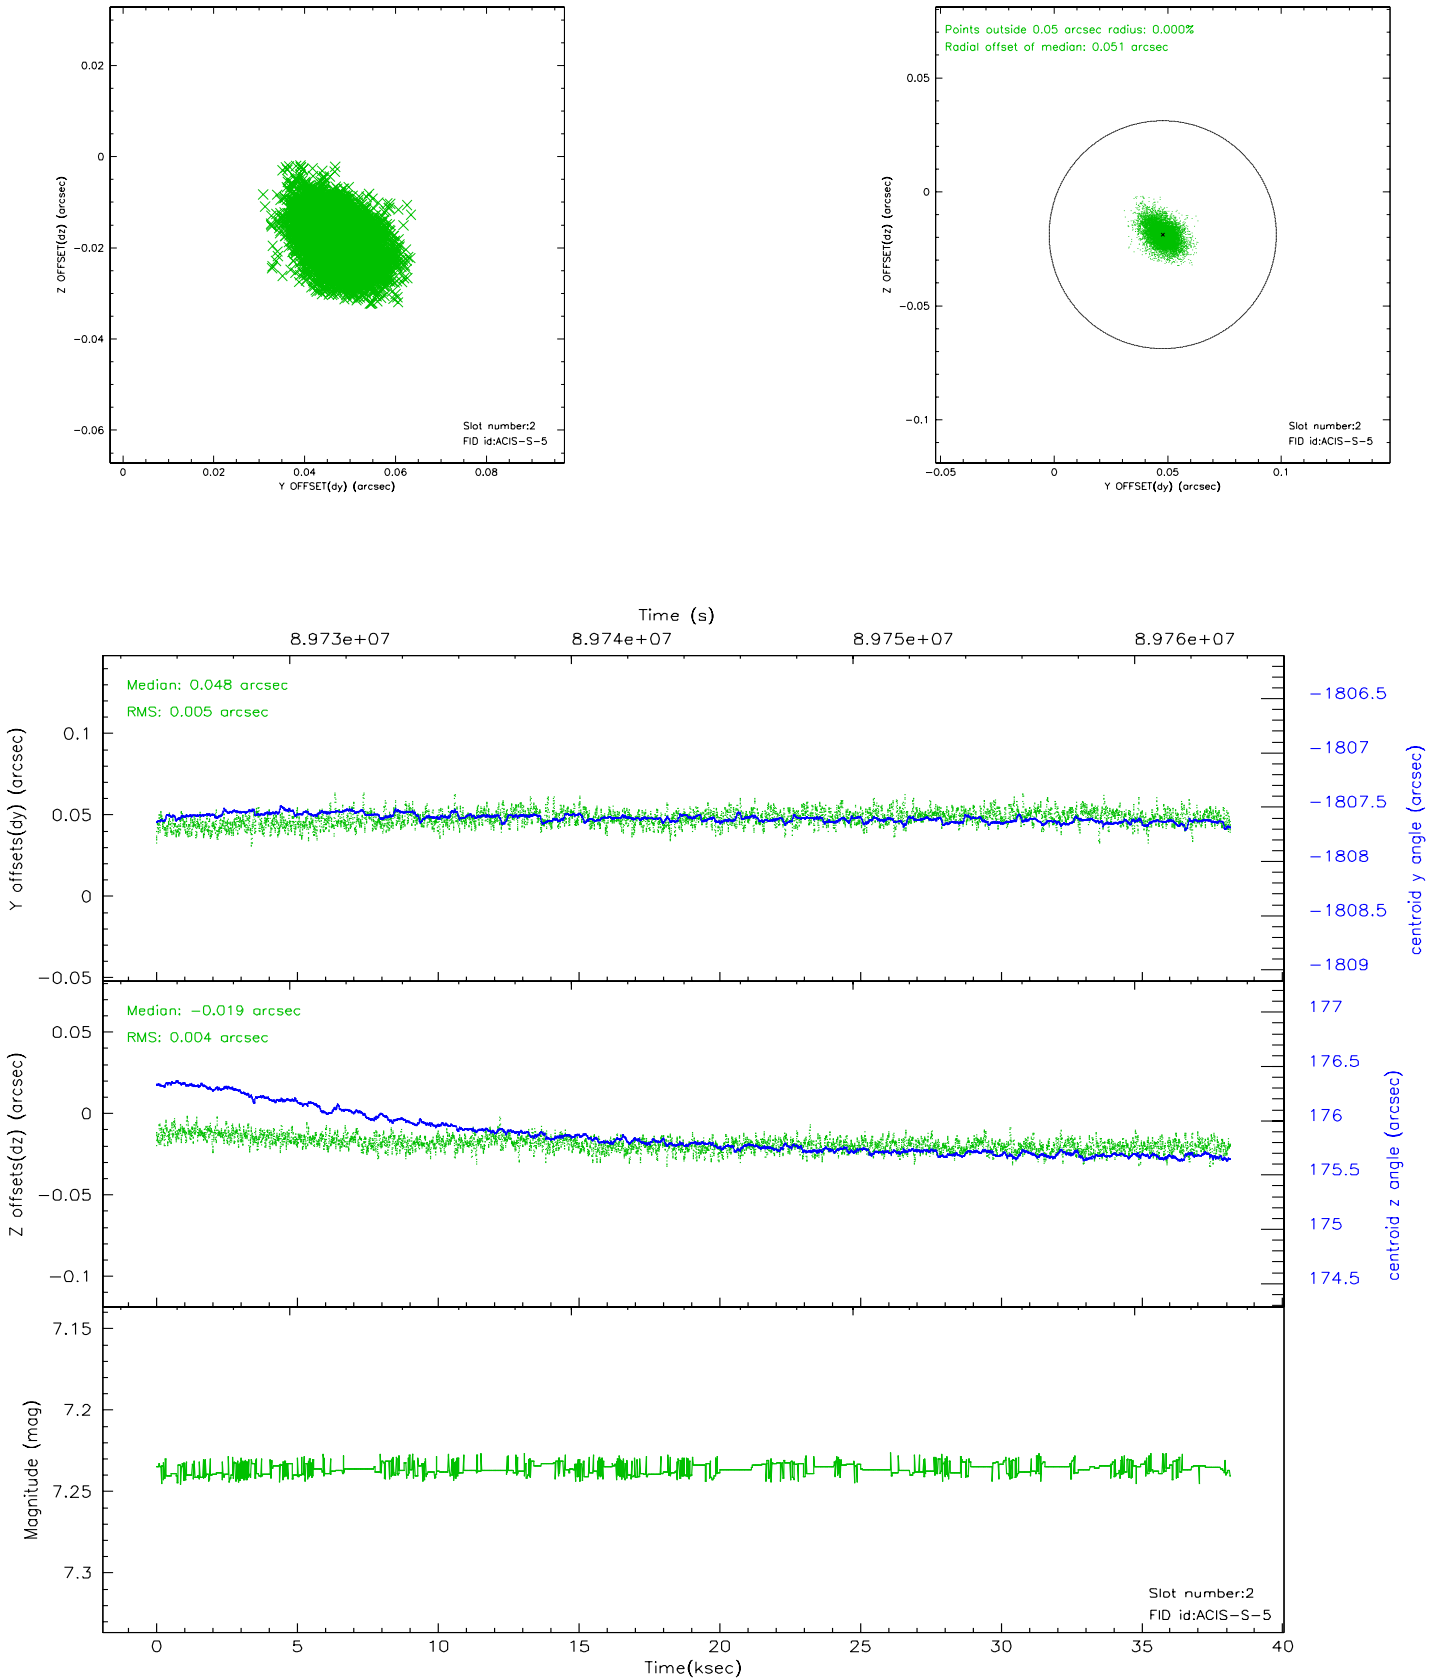 0.02
0
-0.02
-0.04
-0.06
Z OFFSET(dz) (arcsec)
Slot number:2
FID id:ACIS-S-5
0 0.02 0.04 0.06 0.08
Y OFFSET(dy) (arcsec)
Points outside 0.05 arcsec radius: 0.000%
Radial offset of median: 0.051 arcsec
0.05
0
-0.05
-0.1
Z OFFSET(dz) (arcsec)
Slot number:2
FID id:ACIS-S-5
-0.05 0 0.05 0.1
Y OFFSET(dy) (arcsec)
Time (s)
8.973e+07 8.974e+07 8.975e+07 8.976e+07
Median: 0.048 arcsec
RMS: 0.005 arcsec
0.1
0.05
0
-0.05
Y offsets(dy) (arcsec)
-1806.5
-1807
-1807.5
-1808
-1808.5
-1809
centroid y angle (arcsec)
Median: -0.019 arcsec
RMS: 0.004 arcsec
0.05
0
-0.05
-0.1
Z offsets(dz) (arcsec)
177
176.5
176
175.5
175
174.5
centroid z angle (arcsec)
7.15
7.2
7.25
7.3
Magnitude (mag)
Slot number:2
FID id:ACIS-S-5
0 5 10 15 20 25 30 35 40
Time(ksec)